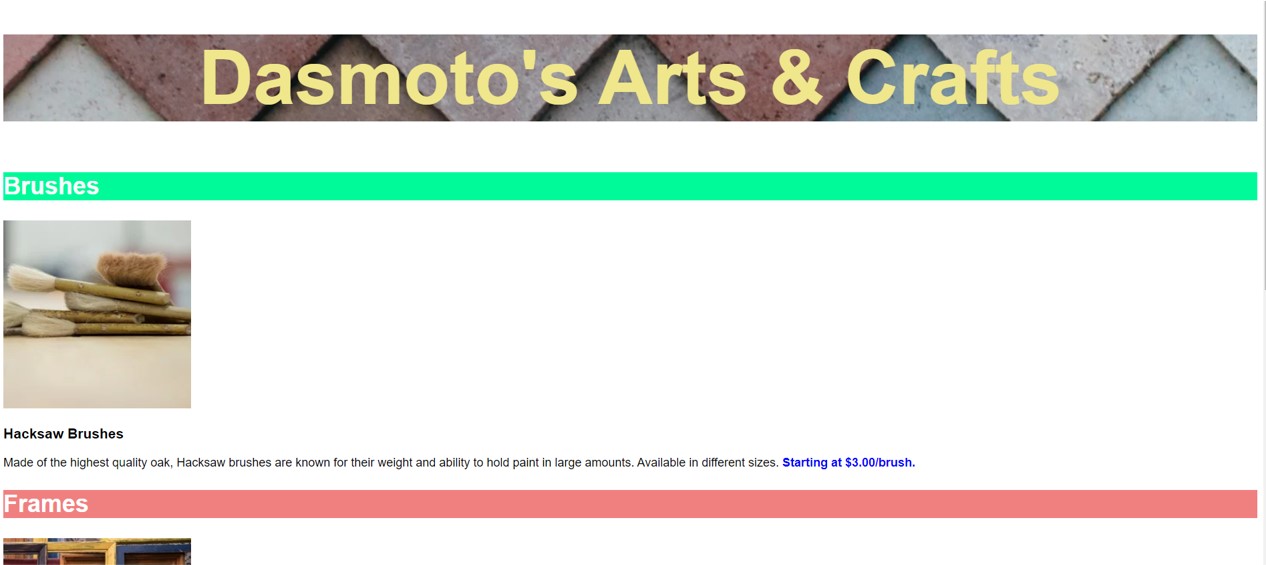 Dasmoto's Arts & Crafts
Brushes
Hacksaw Brushes
Made of the highest quality oak, Hacksaw brushes are known for their weight and ability to hold paint in large amounts. Available in different sizes. Starting at $3.00/brush.
Frames